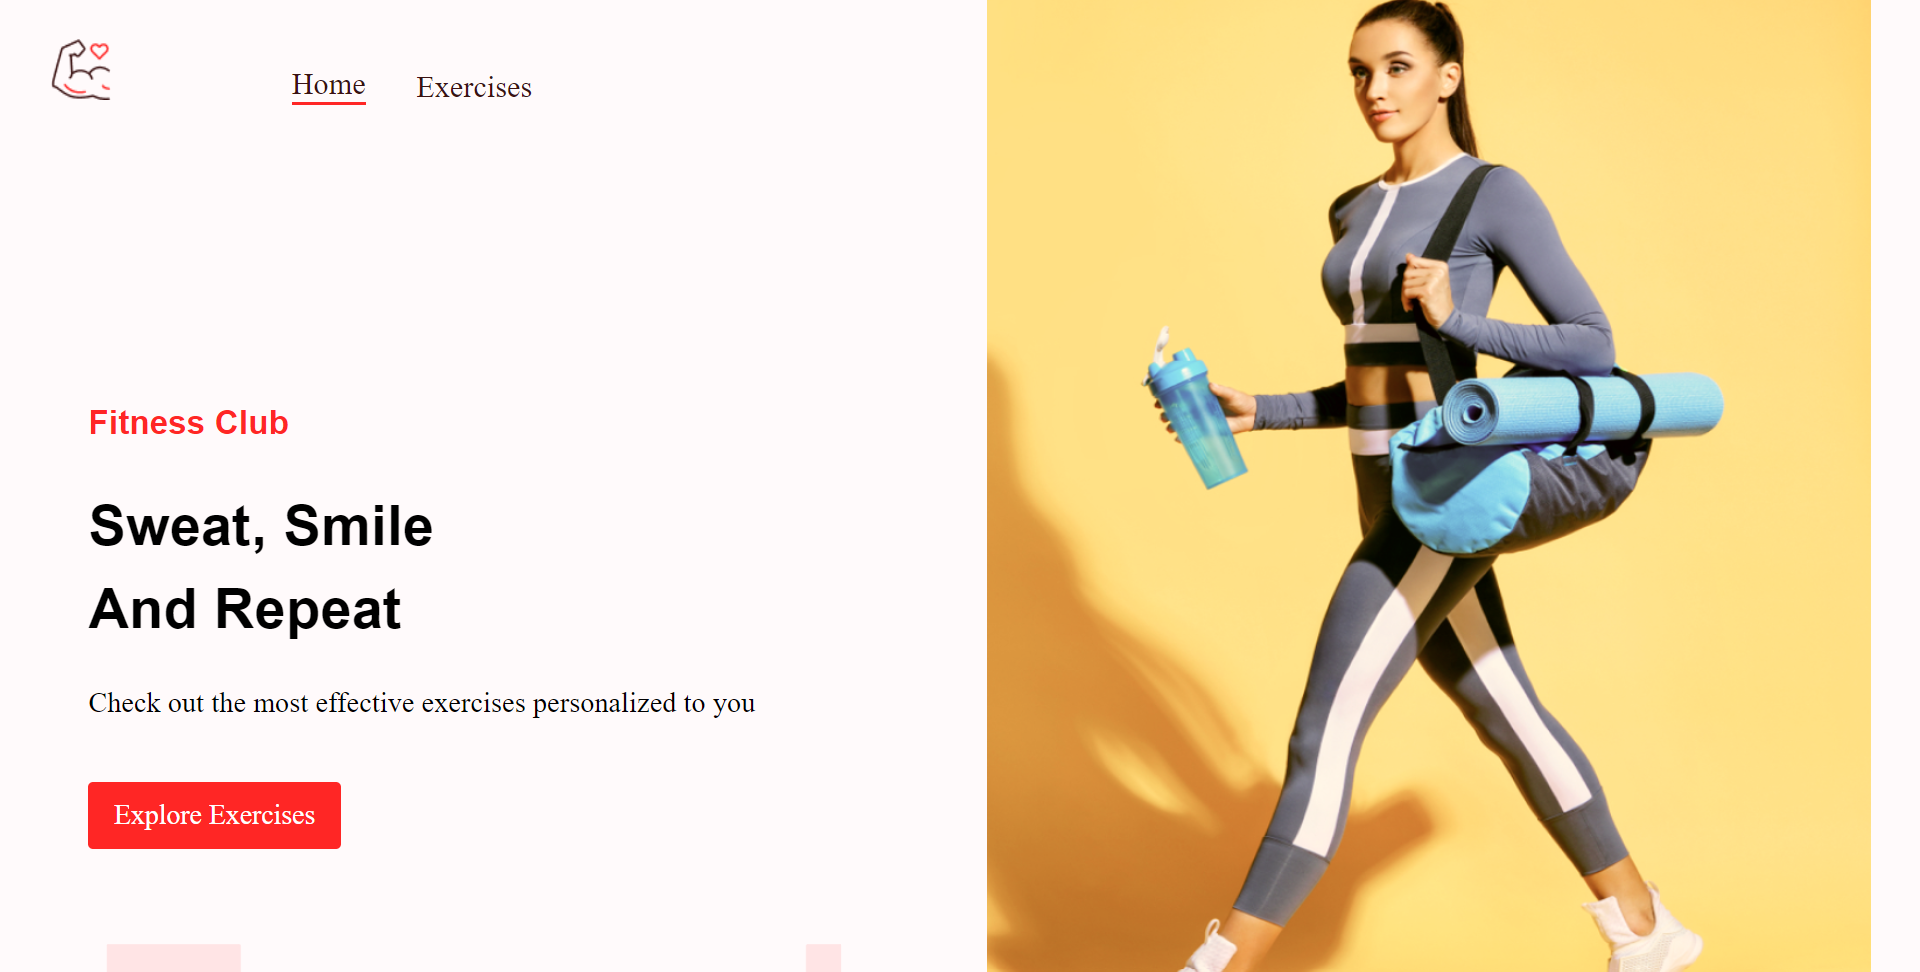 Home
Exercises
Fitness Club
Sweat, Smile
And Repeat
Check out the most effective exercises personalized to you
Explore Exercises